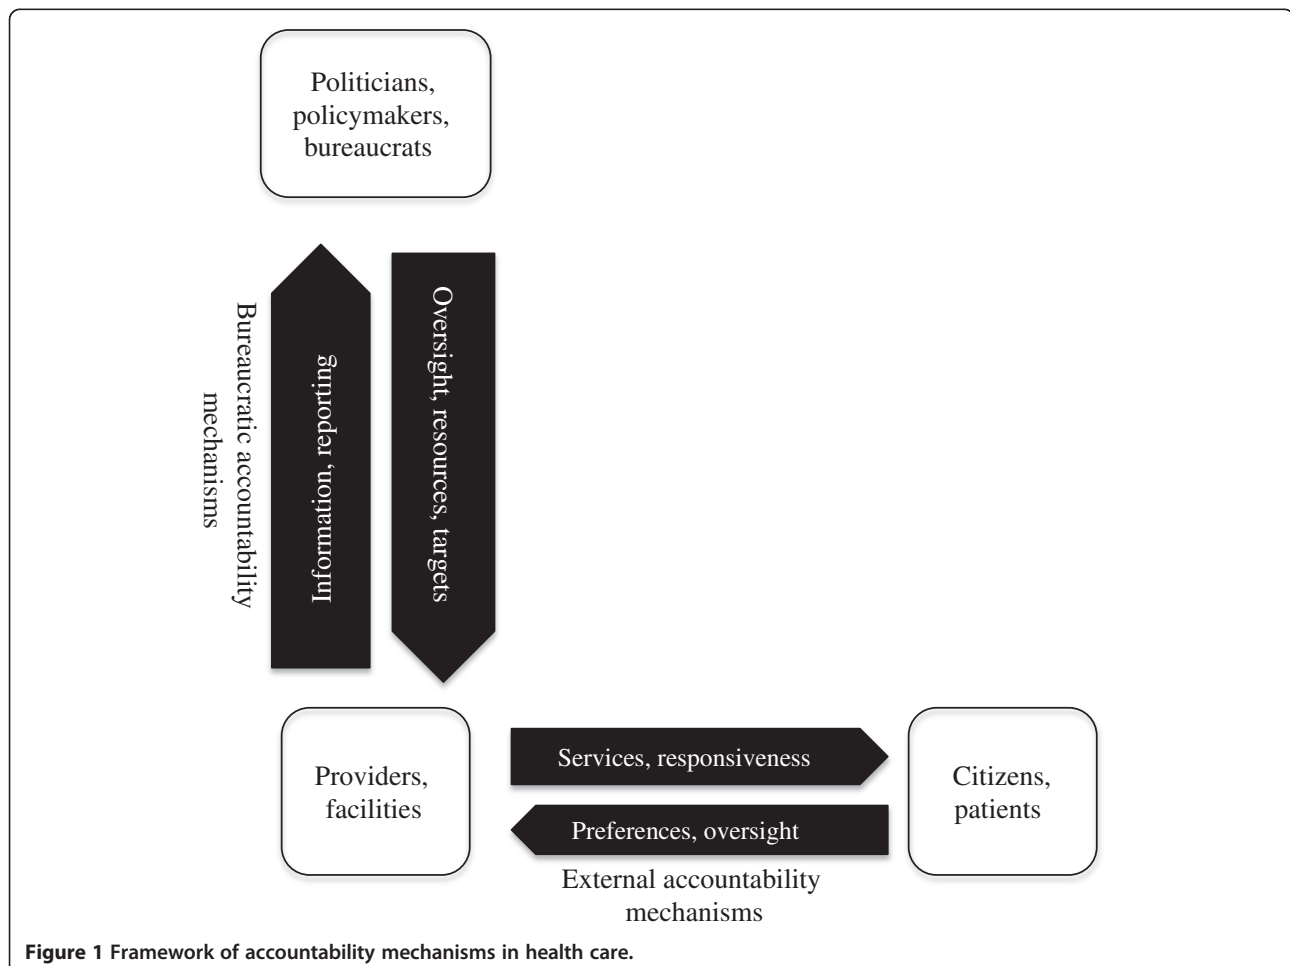 Politicians,
policymakers,
bureaucrats
Bureaucratic accountability
mechanisms
Information, reporting
Oversight, resources, targets
Providers,
facilities
Services, responsiveness
Preferences, oversight
Citizens,
patients
External accountability
mechanisms
Figure 1 Framework of accountability mechanisms in health care.